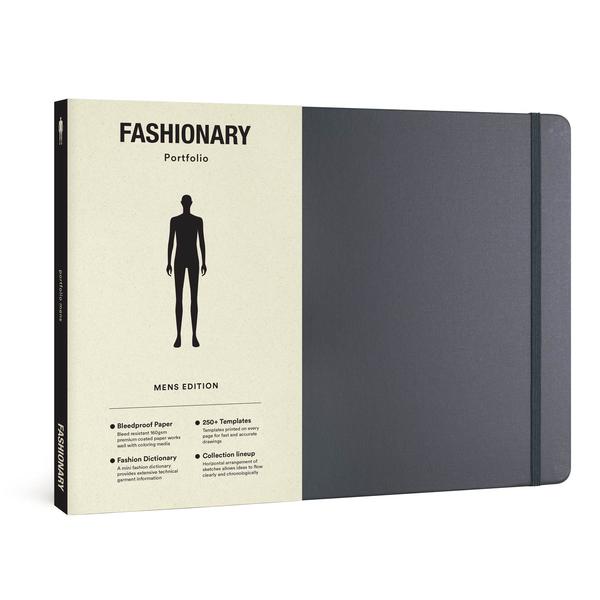 FASHIONARY
Portfolio
MENS EDITION
Bleedproof Paper
Bleed resistant 160gsm
premium coated paper works
well with coloring media
250+ Templates
Templates printed on every
page for fast and accurate
drawings
Fashion Dictionary
A mini fashion dictionary
provides extensive technical
garment information
Collection lineup
Horizontal arrangement of
sketches allows ideas to flow
clearly and chronologically
portfolio mens
FASHIONARY